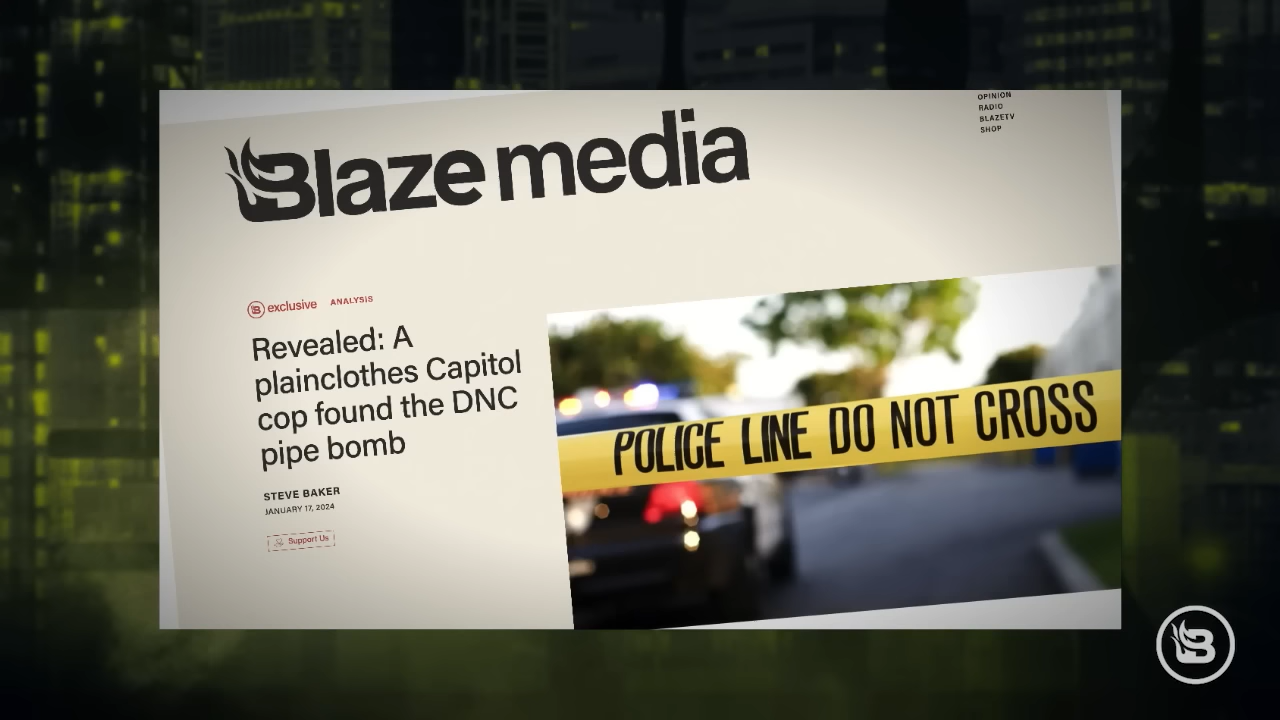 Blaze media
OPINION
RADIO
BLAZETV
SHOP
B exclusive ANALYSIS
Revealed: A
plainclothes Capitol
cop found the DNC
pipe bomb
STEVE BAKER
JANUARY 17, 2024
Support Us
POLICE LINE DO NOT CROSS
B